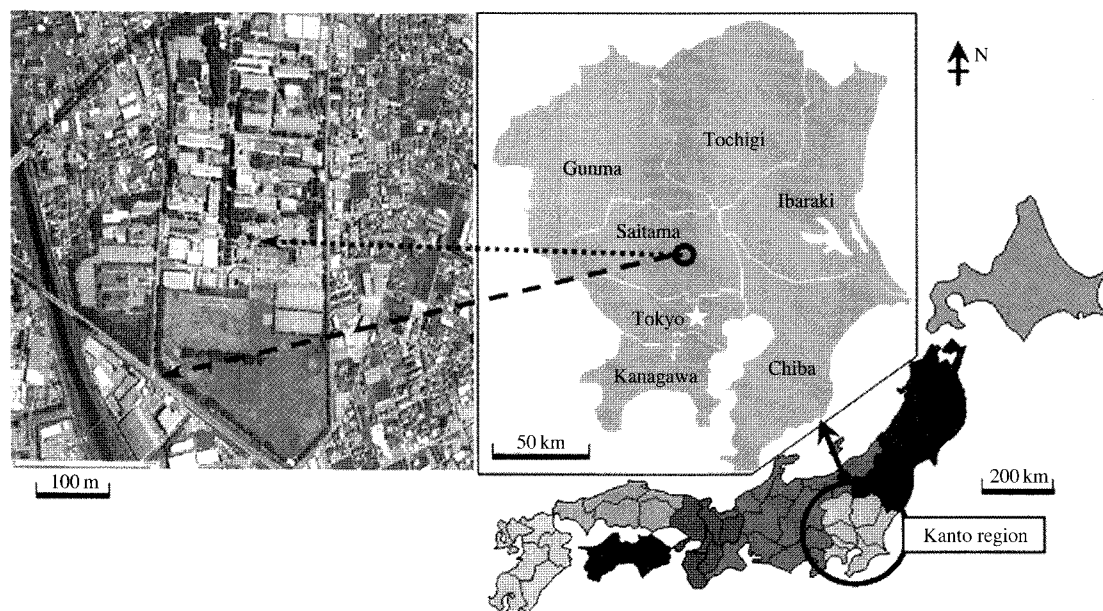 N
Tochigi
Gunma
Ibaraki
Saitama
Tokyo
Chiba
Kanagawa
50 km
100 m
200 km
Kanto region